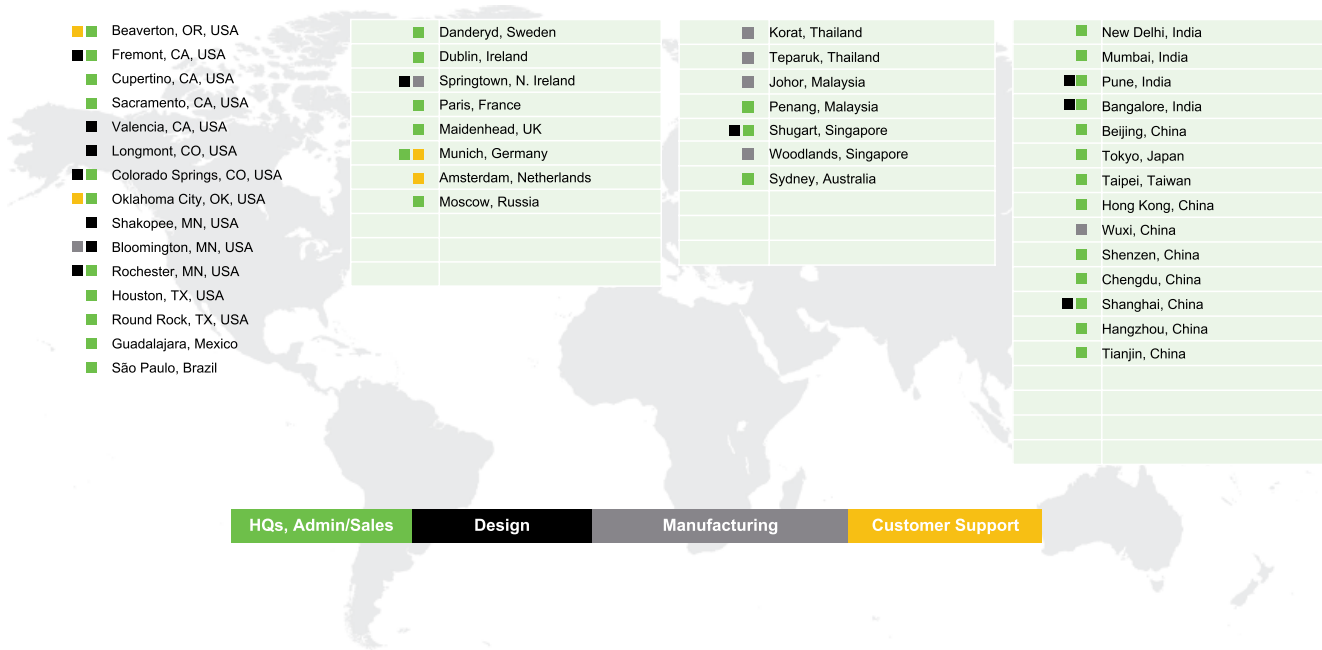 Beaverton, OR, USA
Fremont, CA, USA
Cupertino, CA, USA
Sacramento, CA, USA
Valencia, CA, USA
Longmont, CO, USA
Colorado Springs, CO, USA
Oklahoma City, OK, USA
Shakopee, MN, USA
Bloomington, MN, USA
Rochester, MN, USA
Houston, TX, USA
Round Rock, TX, USA
Guadalajara, Mexico
São Paulo, Brazil
Danderyd, Sweden
Dublin, Ireland
Springtown, N. Ireland
Paris, France
Maidenhead, UK
Munich, Germany
Amsterdam, Netherlands
Moscow, Russia
Korat, Thailand
Teparuk, Thailand
Johor, Malaysia
Penang, Malaysia
Shugart, Singapore
Woodlands, Singapore
Sydney, Australia
New Delhi, India
Mumbai, India
Pune, India
Bangalore, India
Beijing, China
Tokyo, Japan
Taipei, Taiwan
Hong Kong, China
Wuxi, China
Shenzen, China
Chengdu, China
Shanghai, China
Hangzhou, China
Tianjin, China
HQs, Admin/Sales
Design
Manufacturing
Customer Support